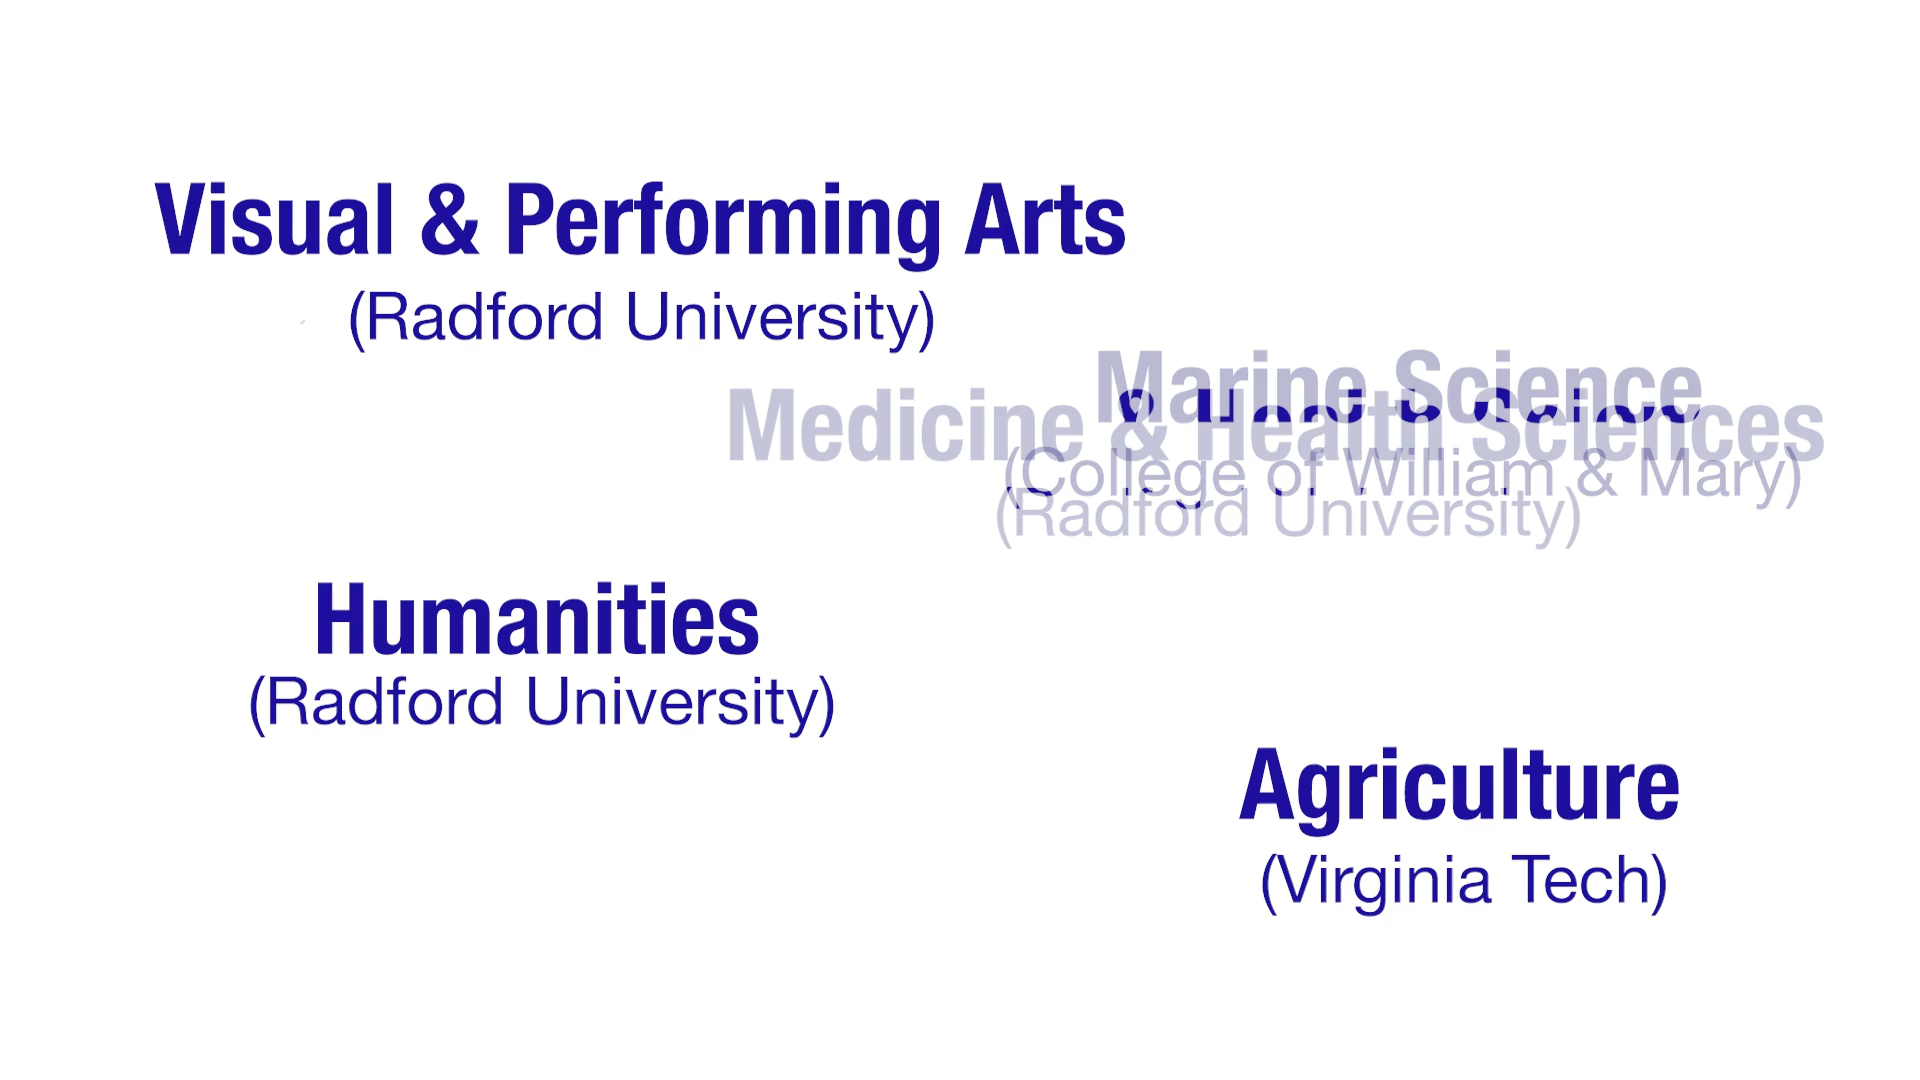 Visual & Performing Arts
(Radford University)
Marine Science
(College of William & Mary)
Medicine & Health Sciences
(Radford University)
Humanities
(Radford University)
Agriculture
(Virginia Tech)